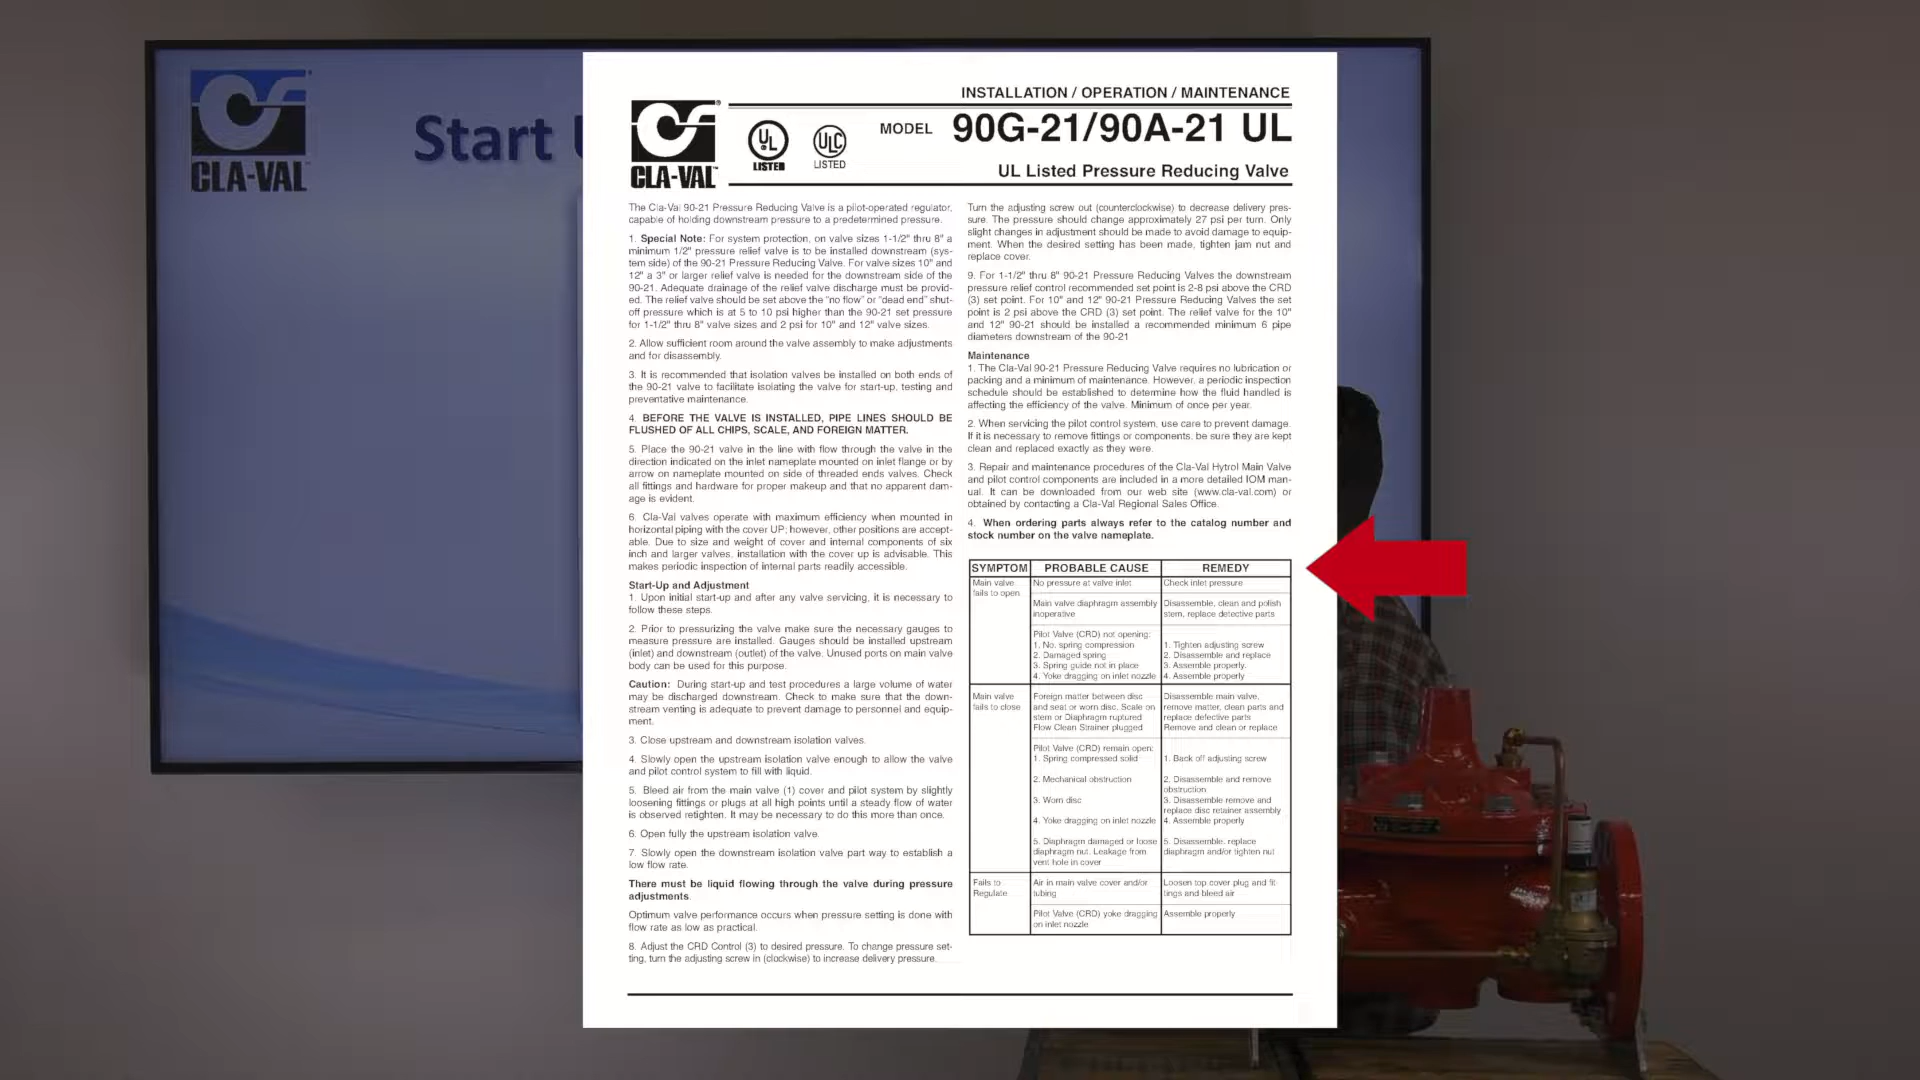 CLA-VAL
Start
INSTALLATION / OPERATION / MAINTENANCE
CLA-VAL
UL
LISTED
ULC
LISTED
MODEL 90G-21/90A-21 UL
UL Listed Pressure Reducing Valve
The Cla-Val 90-21 Pressure Reducing Valve is a pilot-operated regulator,
capable of holding downstream pressure to a predetermined pressure.
1. Special Note: For system protection, on valve sizes 1-1/2" thru 8" a
minimum 1/2" pressure relief valve is to be installed downstream (sys-
tem side) of the 90-21 Pressure Reducing Valve. For valve sizes 10" and
12" a 3" or larger relief valve is needed for the downstream side of the
90-21. Adequate drainage of the relief valve discharge must be provid-
ed. The relief valve should be set above the "no flow" or "dead end" shut-
off pressure which is at 5 to 10 psi higher than the 90-21 set pressure
for 1-1/2" thru 8" valve sizes and 2 psi for 10" and 12" valve sizes.
2. Allow sufficient room around the valve assembly to make adjustments
and for disassembly.
3. It is recommended that isolation valves be installed on both ends of
the 90-21 valve to facilitate isolating the valve for start-up, testing and
preventative maintenance.
4. BEFORE THE VALVE IS INSTALLED, PIPE LINES SHOULD BE
FLUSHED OF ALL CHIPS, SCALE, AND FOREIGN MATTER.
5. Place the 90-21 valve in the line with flow through the valve in the
direction indicated on the inlet nameplate mounted on inlet flange or by
arrow on nameplate mounted on side of threaded ends valves. Check
all fittings and hardware for proper makeup and that no apparent dam-
age is evident.
6. Cla-Val valves operate with maximum efficiency when mounted in
horizontal piping with the cover UP; however, other positions are accept-
able. Due to size and weight of cover and internal components of six
inch and larger valves, installation with the cover up is advisable. This
makes periodic inspection of internal parts readily accessible.
Start-Up and Adjustment
1. Upon initial start-up and after any valve servicing, it is necessary to
follow these steps.
2. Prior to pressurizing the valve make sure the necessary gauges to
measure pressure are installed. Gauges should be installed upstream
(inlet) and downstream (outlet) of the valve. Unused ports on main valve
body can be used for this purpose.
Caution: During start-up and test procedures a large volume of water
may be discharged downstream. Check to make sure that the down-
stream venting is adequate to prevent damage to personnel and equip-
ment.
3. Close upstream and downstream isolation valves.
4. Slowly open the upstream isolation valve enough to allow the valve
and pilot control system to fill with liquid.
5. Bleed air from the main valve (1) cover and pilot system by slightly
loosening fittings or plugs at all high points until a steady flow of water
is observed retighten. It may be necessary to do this more than once.
6. Open fully the upstream isolation valve.
7. Slowly open the downstream isolation valve part way to establish a
low flow rate.
There must be liquid flowing through the valve during pressure
adjustments.
Optimum valve performance occurs when pressure setting is done with
flow rate as low as practical.
8. Adjust the CRD Control (3) to desired pressure. To change pressure set-
ting, turn the adjusting screw in (clockwise) to increase delivery pressure.
Turn the adjusting screw out (counterclockwise) to decrease delivery pres-
sure. The pressure should change approximately 27 psi per turn. Only
slight changes in adjustment should be made to avoid damage to equip-
ment. When the desired setting has been made, tighten jam nut and
replace cover.
9. For 1-1/2" thru 8" 90-21 Pressure Reducing Valves the downstream
pressure relief control recommended set point is 2-8 psi above the CRD
(3) set point. For 10" and 12" 90-21 Pressure Reducing Valves the set
point is 2 psi above the CRD (3) set point. The relief valve for the 10"
and 12" 90-21 should be installed a recommended minimum 6 pipe
diameters downstream of the 90-21
Maintenance
1. The Cla-Val 90-21 Pressure Reducing Valve requires no lubrication or
packing and a minimum of maintenance. However, a periodic inspection
schedule should be established to determine how the fluid handled is
affecting the efficiency of the valve. Minimum of once per year.
2. When servicing the pilot control system, use care to prevent damage.
If it is necessary to remove fittings or components, be sure they are kept
clean and replaced exactly as they were.
3. Repair and maintenance procedures of the Cla-Val Hytrol Main Valve
and pilot control components are included in a more detailed IOM man-
ual. It can be downloaded from our web site (www.cla-val.com) or
obtained by contacting a Cla-Val Regional Sales Office.
4. When ordering parts always refer to the catalog number and
stock number on the valve nameplate.
SYMPTOM PROBABLE CAUSE REMEDY
Main valve No pressure at valve inlet Check inlet pressure
fails to open
Main valve diaphragm assembly Disassemble, clean and polish
inoperative stem, replace detective parts
Pilot Valve (CRD) not opening:
1. No. spring compression 1. Tighten adjusting screw
2. Damaged spring 2. Disassemble and replace
3. Spring guide not in place 3. Assemble properly.
4. Yoke dragging on inlet nozzle 4. Assemble properly
Main valve Foreign matter between disc Disassemble main valve,
fails to close and seat or worn disc. Scale on remove matter, clean parts and
stem or Diaphragm ruptured replace defective parts
Flow Clean Strainer plugged Remove and clean or replace
Pilot Valve (CRD) remain open:
1. Spring compressed solid 1. Back off adjusting screw
2. Mechanical obstruction 2. Disassemble and remove
obstruction
3. Worn disc 3. Disassemble remove and
replace disc retainer assembly
4. Yoke dragging on inlet nozzle 4. Assemble properly
5. Diaphragm damaged or loose 5. Disassemble, replace
diaphragm nut. Leakage from diaphragm and/or tighten nut
vent hole in cover
Fails to Air in main valve cover and/or Loosen top cover plug and fit-
Regulate tubing tings and bleed air
Pilot Valve (CRD) yoke dragging Assemble properly
on inlet nozzle